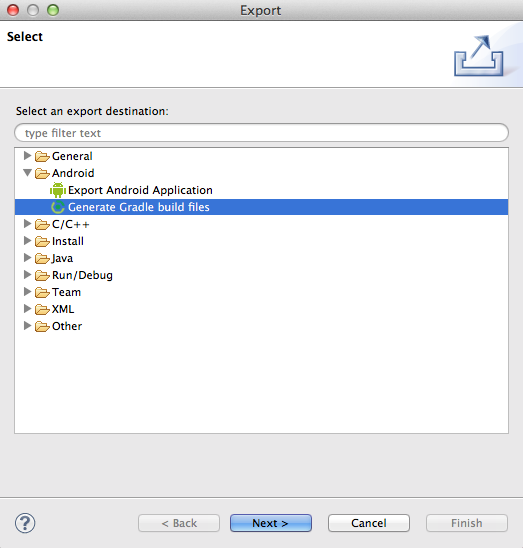 Export
Select
Select an export destination:
type filter text
General
Android
Export Android Application
Generate Gradle build files
C/C++
Install
Java
Run/Debug
Team
XML
Other
?
< Back
Next >
Cancel
Finish